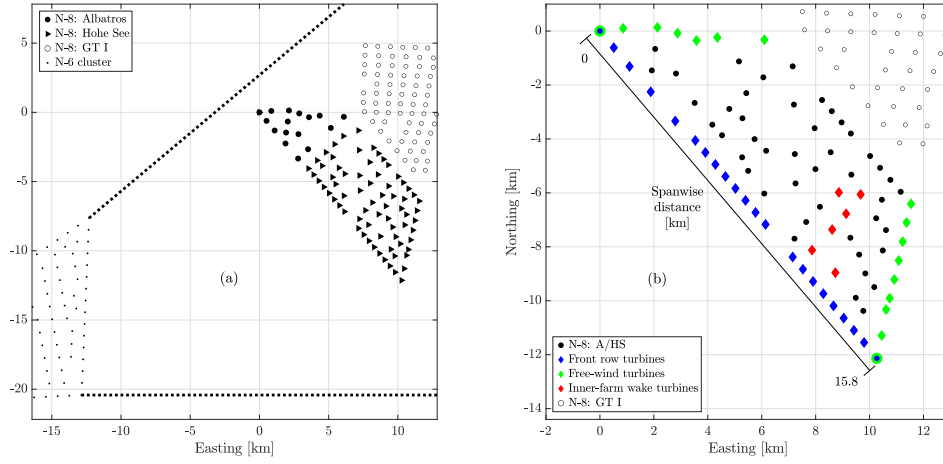 N-8: Albatros
N-8: Hohe See
N-8: GT I
N-6 cluster
5
0
-5
-10
-15
-20
(a)
-15
-10
-5
0
5
10
Easting [km]
0
-2
-4
-6
-8
-10
-12
-14
Northing [km]
0
Spanwise
distance
[km]
15.8
(b)
N-8: A/HS
Front row turbines
Free-wind turbines
Inner-farm wake turbines
N-8: GT I
-2
0
2
4
6
8
10
12
Easting [km]